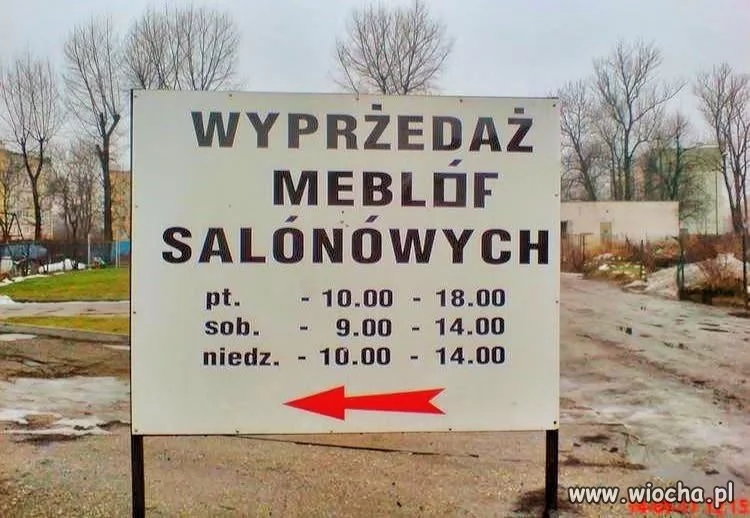 WYPRŻEDAŻ
MEBLÓF
SALÓNÓWYCH
pt. - 10.00 - 18.00
sob. - 9.00 - 14.00
niedz. - 10.00 - 14.00
www.wiocha.pl